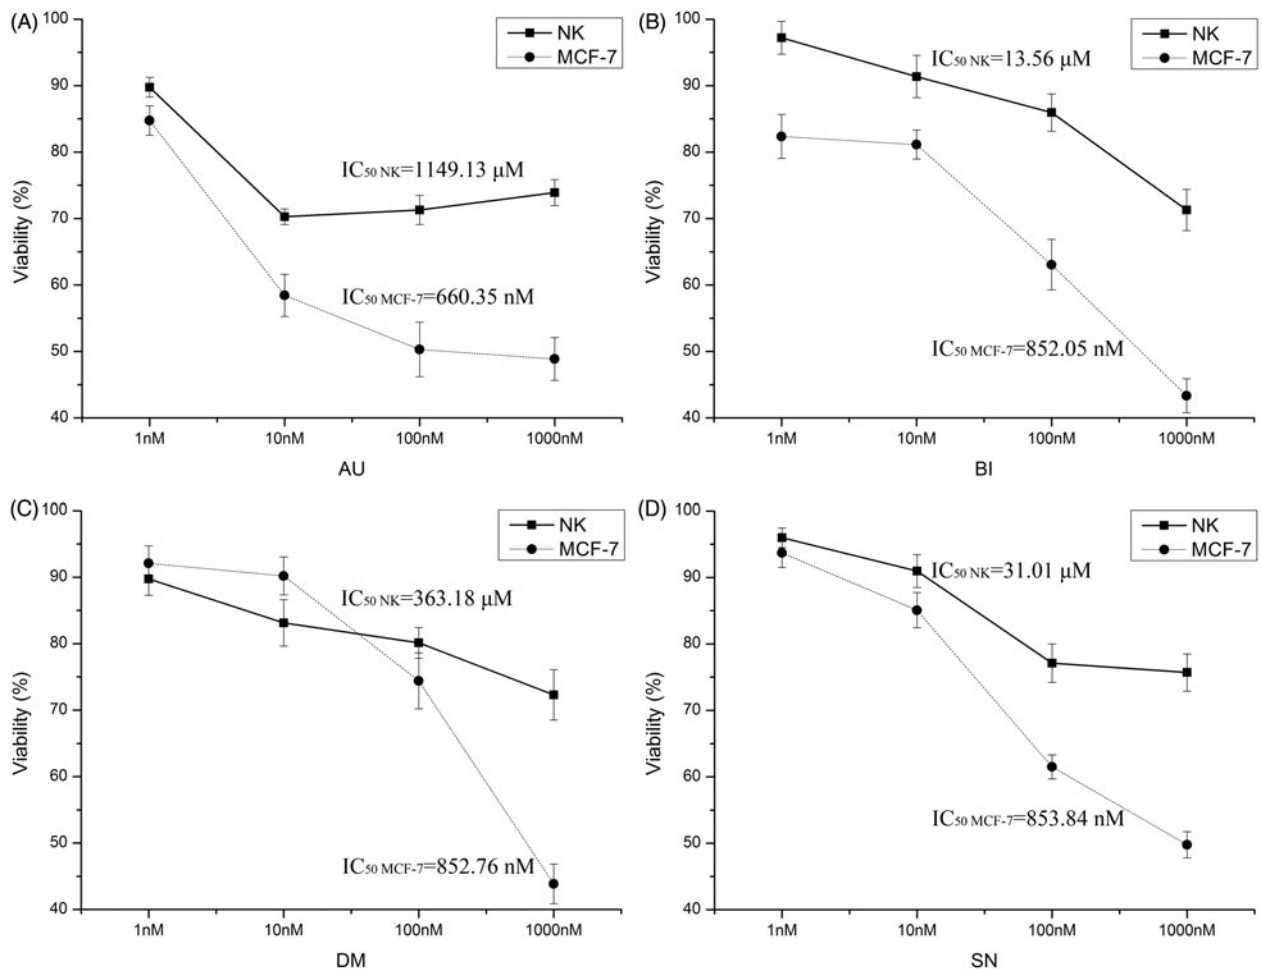 (A)
100
90
80
70
60
50
40
Viability (%)
NK
MCF-7
IC50 NK=1149.13 μM
IC50 MCF-7=660.35 nM
1nM 10nM 100nM 1000nM
AU
(B)
100
90
80
70
60
50
40
Viability (%)
NK
MCF-7
IC50 NK=13.56 μM
IC50 MCF-7=852.05 nM
1nM 10nM 100nM 1000nM
BI
(C)
100
90
80
70
60
50
40
Viability (%)
NK
MCF-7
IC50 NK=363.18 μM
IC50 MCF-7=852.76 nM
1nM 10nM 100nM 1000nM
DM
(D)
100
90
80
70
60
50
40
Viability (%)
NK
MCF-7
IC50 NK=31.01 μM
IC50 MCF-7=853.84 nM
1nM 10nM 100nM 1000nM
SN